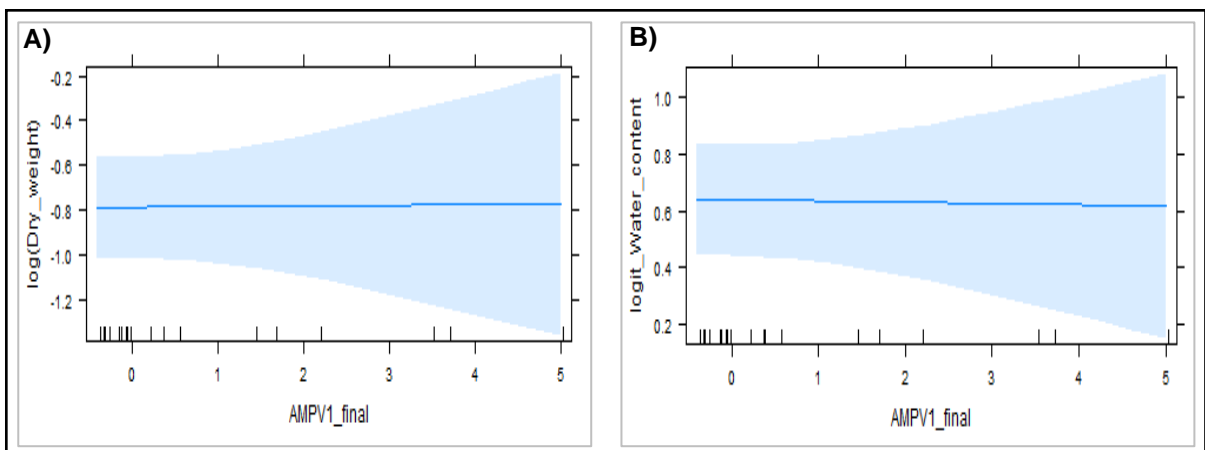 A)
log(Dry_weight)
-0.2
-0.4
-0.6
-0.8
-1.0
-1.2
0 1 2 3 4 5
AMPV1_final
B)
logit_Water_content
1.0
0.8
0.6
0.4
0.2
0 1 2 3 4 5
AMPV1_final